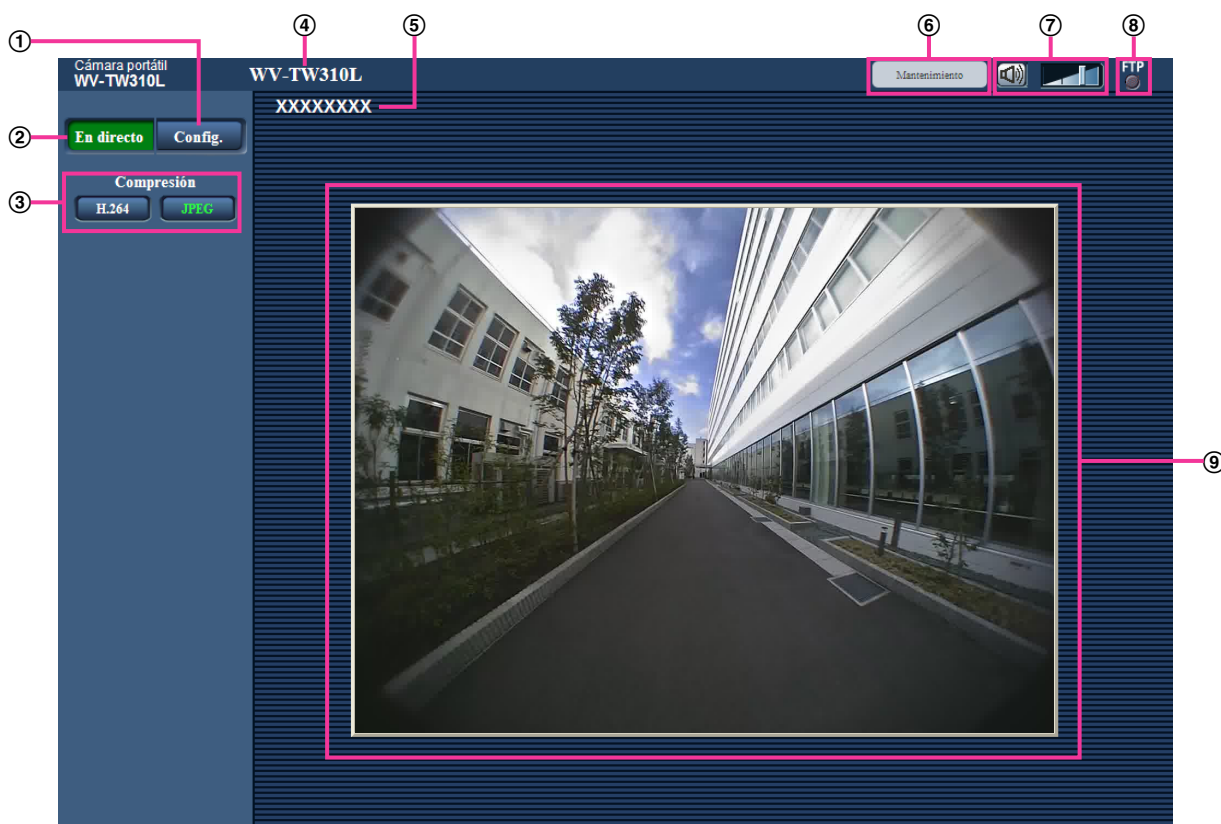 ① ④ ⑤ ⑥ ⑦ ⑧
Cámara portátil
WV-TW310L
WV-TW310L
Mantenimiento
FTP
XXXXXXXX
② En directo Config.
Compresión
③ H.264 JPEG
⑨